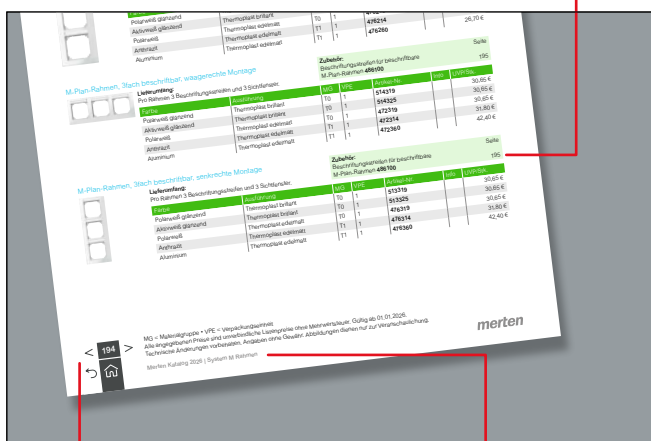 Polarweiß glänzend Thermoplast brillant T0
Aktivweiß glänzend Thermoplast edelmatt T0 1 476214 26,70 €
Polarweiß Thermoplast edelmatt T1 1 476260
Anthrazit Thermoplast edelmatt T1
Aluminium
M-Plan-Rahmen, 3fach beschriftbar, waagerechte Montage
Lieferumfang:
Pro Rahmen 3 Beschriftungsstreifen und 3 Sichtfenster.
Zubehör: Seite
Beschriftungsstreifen für beschriftbare
M-Plan-Rahmen 486100 195
Farbe Ausführung MG VPE Artikel-Nr. Info UVP/Stk.
Polarweiß glänzend Thermoplast brillant T0 1 514319 30,65 €
Aktivweiß glänzend Thermoplast brillant T0 1 514325 30,65 €
Polarweiß Thermoplast edelmatt T0 1 472319 30,65 €
Anthrazit Thermoplast edelmatt T1 1 472314 31,80 €
Aluminium Thermoplast edelmatt T1 1 472360 42,40 €
M-Plan-Rahmen, 3fach beschriftbar, senkrechte Montage
Lieferumfang:
Pro Rahmen 3 Beschriftungsstreifen und 3 Sichtfenster.
Zubehör: Seite
Beschriftungsstreifen für beschriftbare
M-Plan-Rahmen 486100 195
Farbe Ausführung MG VPE Artikel-Nr. Info UVP/Stk.
Polarweiß glänzend Thermoplast brillant T0 1 513319 30,65 €
Aktivweiß glänzend Thermoplast brillant T0 1 513325 30,65 €
Polarweiß Thermoplast edelmatt T0 1 476319 30,65 €
Anthrazit Thermoplast edelmatt T1 1 476314 31,80 €
Aluminium Thermoplast edelmatt T1 1 476360 42,40 €
< 194 >
MG = Materialgruppe • VPE = Verpackungseinheit
Alle angegebenen Preise sind unverbindliche Listenpreise ohne Mehrwertsteuer. Gültig ab 01.01.2026.
Technische Änderungen vorbehalten, Angaben ohne Gewähr. Abbildungen dienen nur zur Veranschaulichung.
Merten Katalog 2026 | System M Rahmen
merten